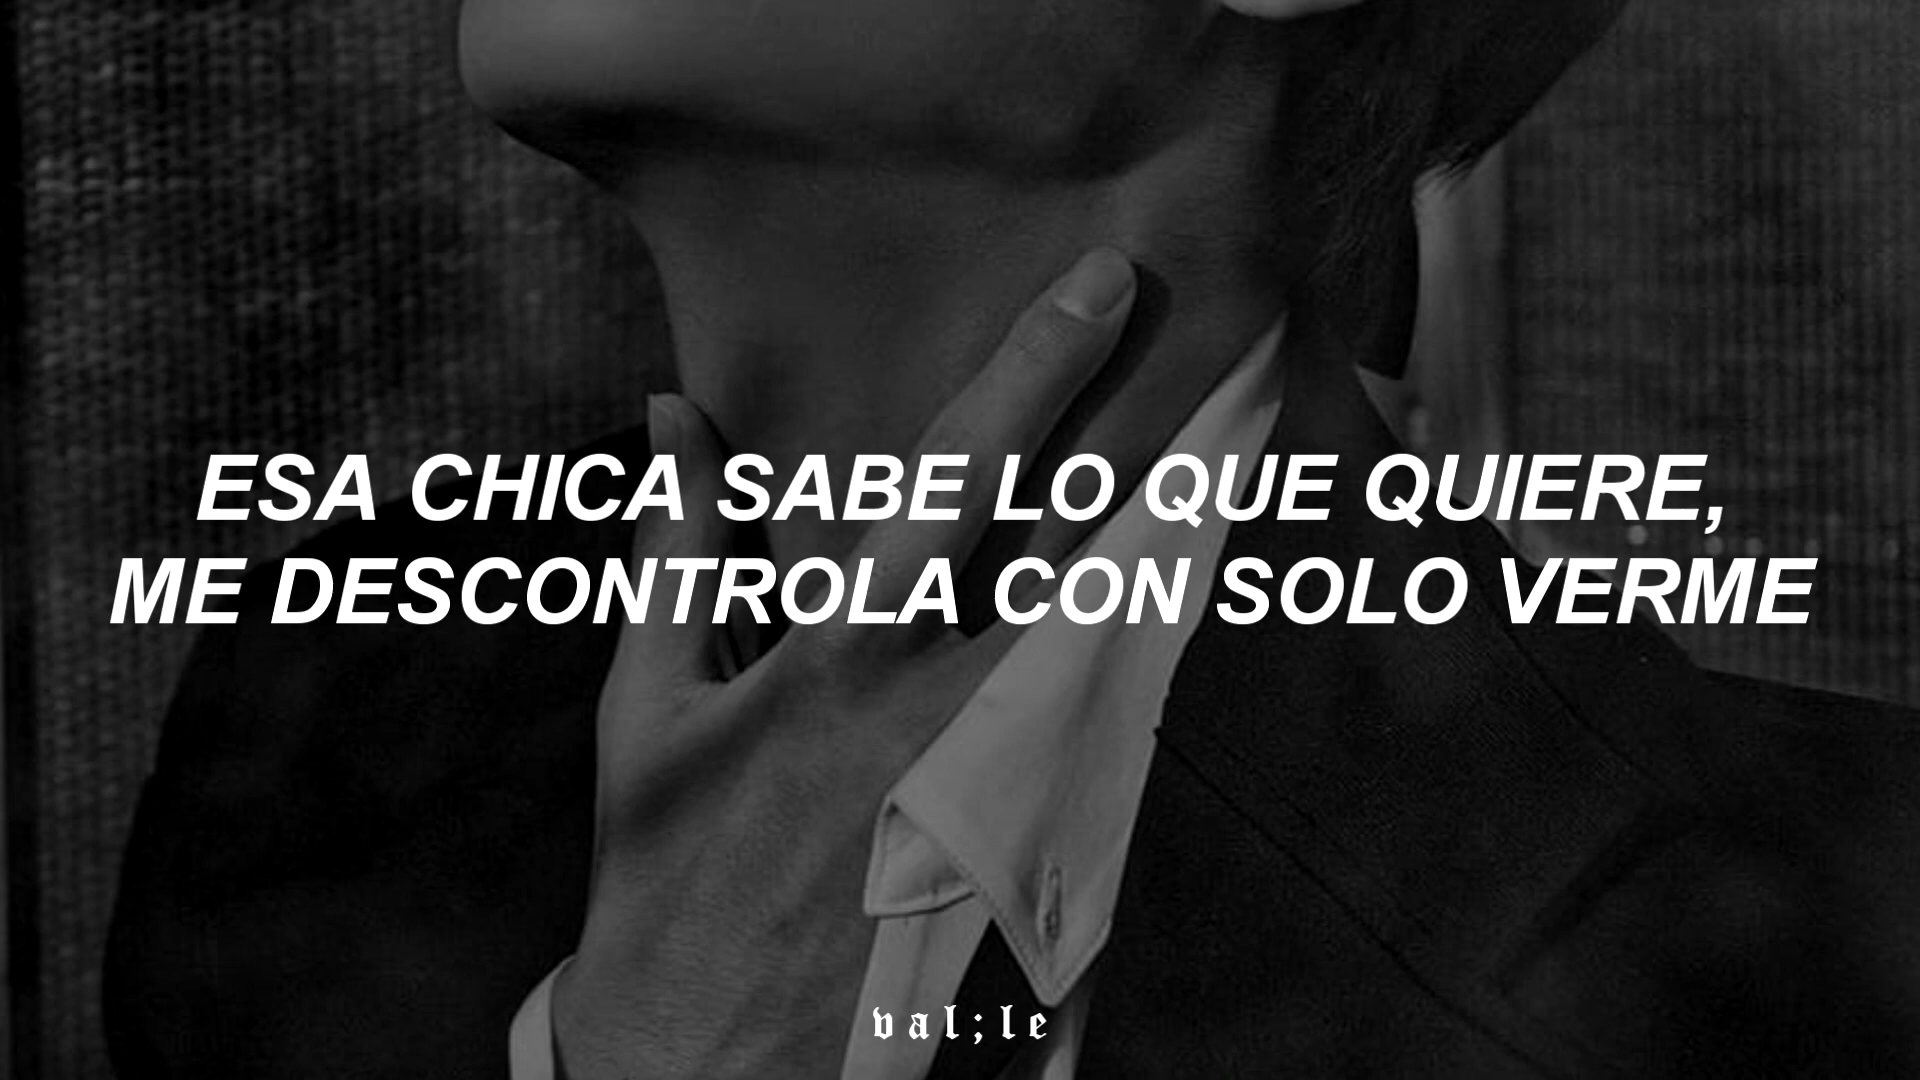 ESA CHICA SABE LO QUE QUIERE,
ME DESCONTROLA CON SOLO VERME
val;le